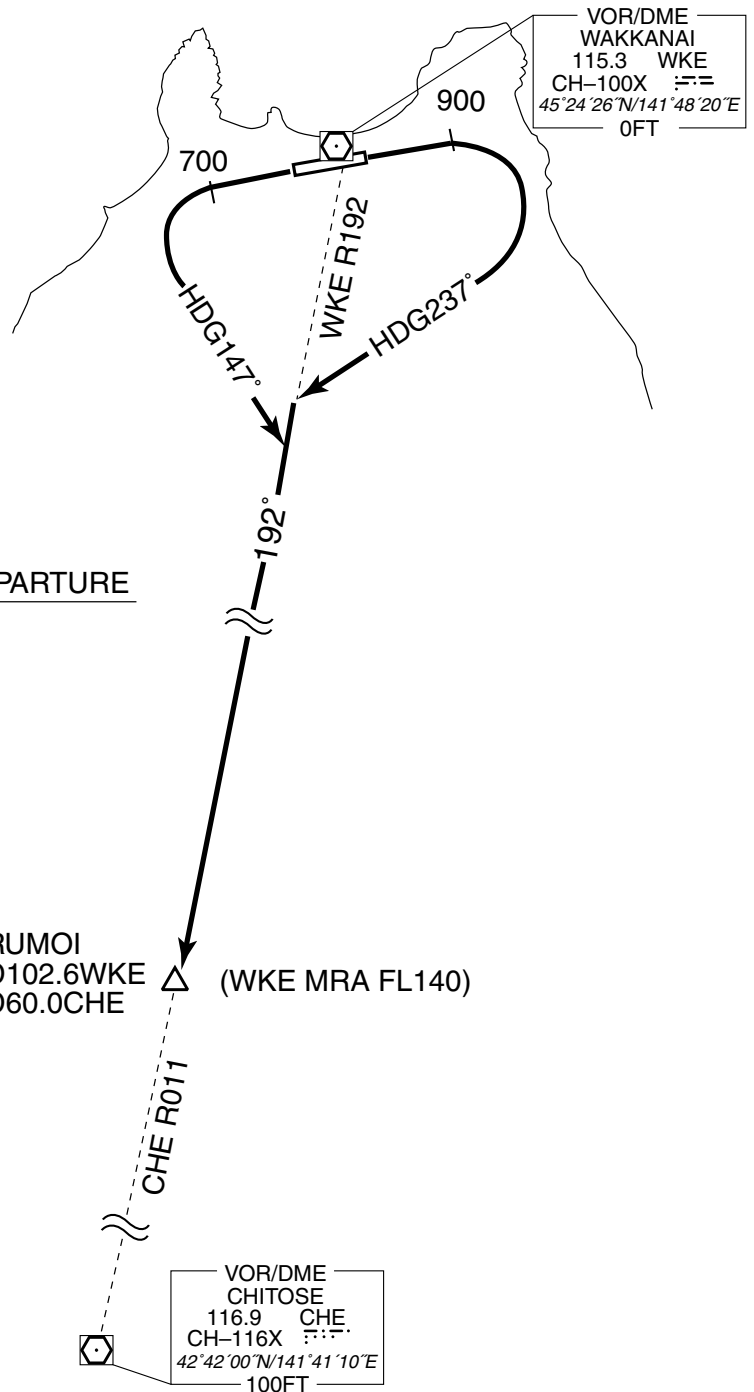 VOR/DME
WAKKANAI
115.3 WKE
CH–100X
45°24´26˝N/141°48´20˝E
0FT
900
700
WKE R192
HDG147°
HDG237°
192°
PARTURE
RUMOI
D102.6WKE
D60.0CHE
(WKE MRA FL140)
CHE R011
VOR/DME
CHITOSE
116.9 CHE
CH–116X
42°42´00˝N/141°41´10˝E
100FT